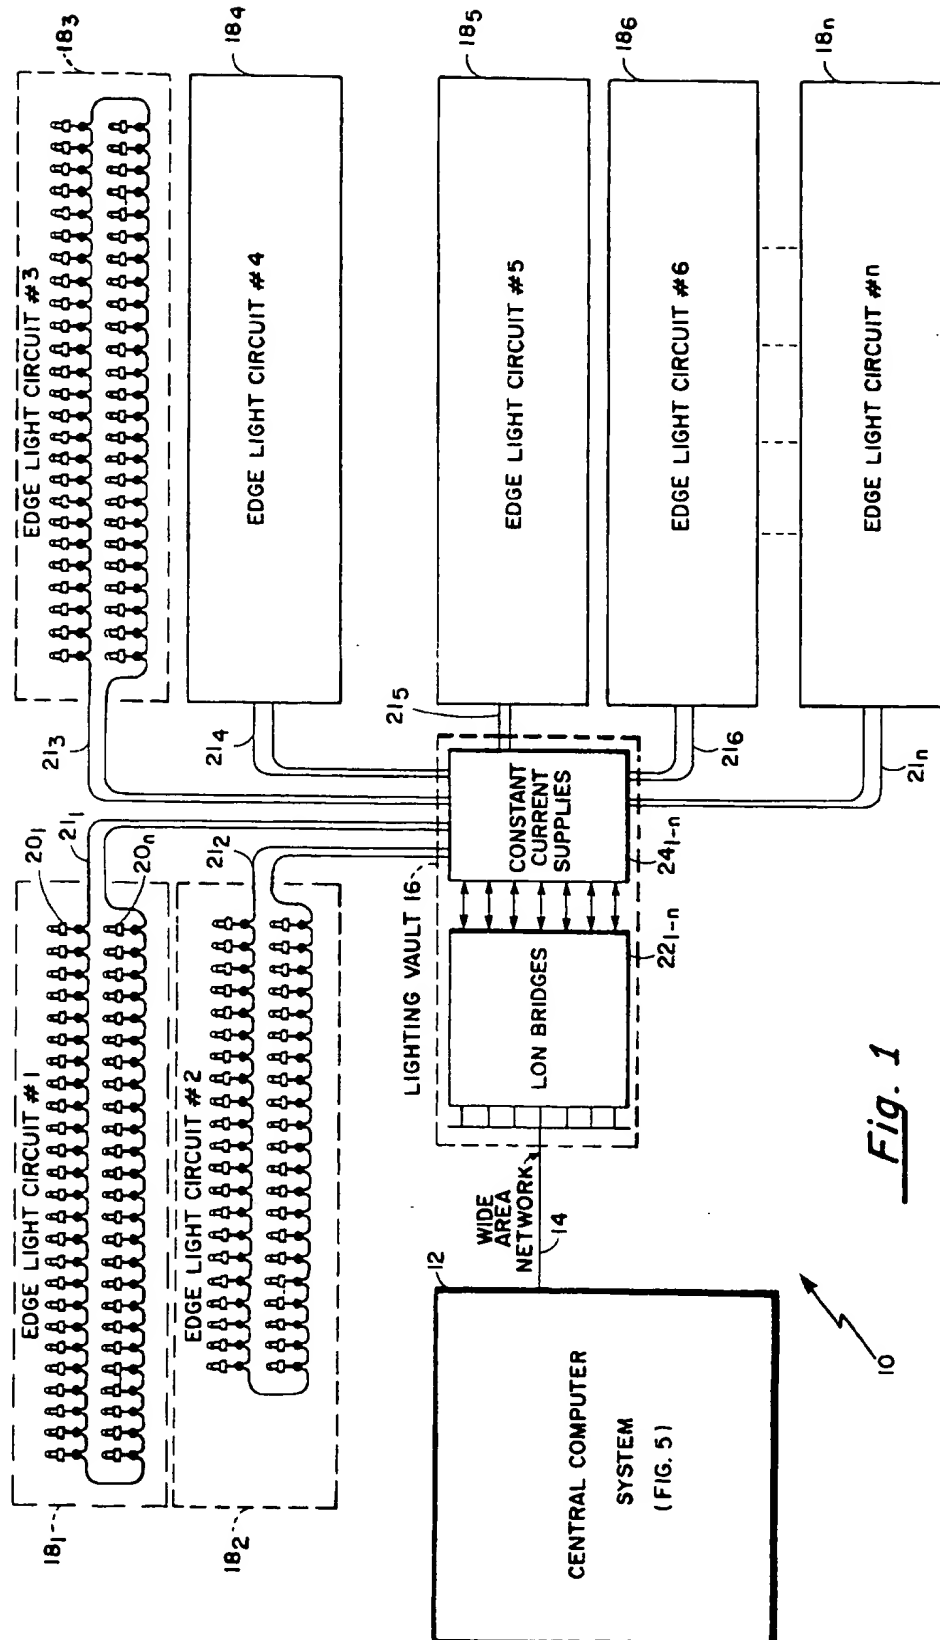 EDGE LIGHT CIRCUIT #1
18₁
20₁
21₁
20ₙ
EDGE LIGHT CIRCUIT #2
18₂
21₂
EDGE LIGHT CIRCUIT #3
18₃
21₃
EDGE LIGHT CIRCUIT #4
18₄
21₄
EDGE LIGHT CIRCUIT #5
18₅
21₅
EDGE LIGHT CIRCUIT #6
18₆
21₆
EDGE LIGHT CIRCUIT #n
18ₙ
21ₙ
LIGHTING VAULT 16
CONSTANT
CURRENT
SUPPLIES
24₁₋ₙ
LON BRIDGES
22₁₋ₙ
WIDE
AREA
NETWORK
14
12
CENTRAL COMPUTER
SYSTEM
(FIG. 5)
10
Fig. 1